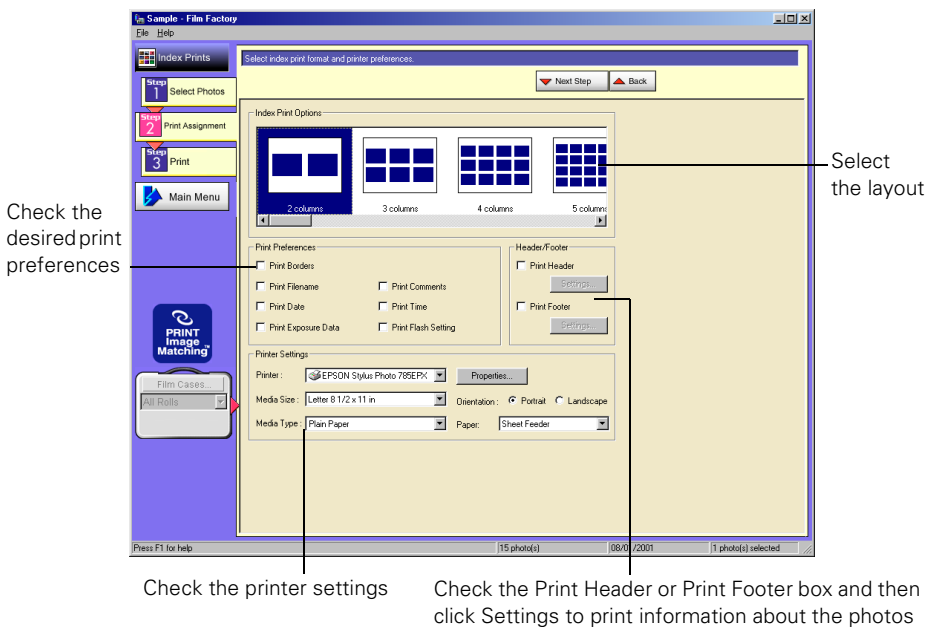 Sample - Film Factory
File Help
Index Prints
Step 1 Select Photos
Step 2 Print Assignment
Step 3 Print
Main Menu
PRINT
Image
Matching™
Film Cases...
All Rolls
Select index print format and printer preferences.
Next Step Back
Index Print Options
2 columns 3 columns 4 columns 5 columns
Print Preferences
Print Borders
Print Filename Print Comments
Print Date Print Time
Print Exposure Data Print Flash Setting
Header/Footer
Print Header
Settings...
Print Footer
Settings...
Printer Settings
Printer : EPSON Stylus Photo 785EPX Properties...
Media Size : Letter 8 1/2 x 11 in Orientation : Portrait Landscape
Media Type : Plain Paper Paper: Sheet Feeder
Press F1 for help 15 photo(s) /2001 1 photo(s) selected
Select
the layout
Check the
desired print
preferences
Check the printer settings
Check the Print Header or Print Footer box and then
click Settings to print information about the photos